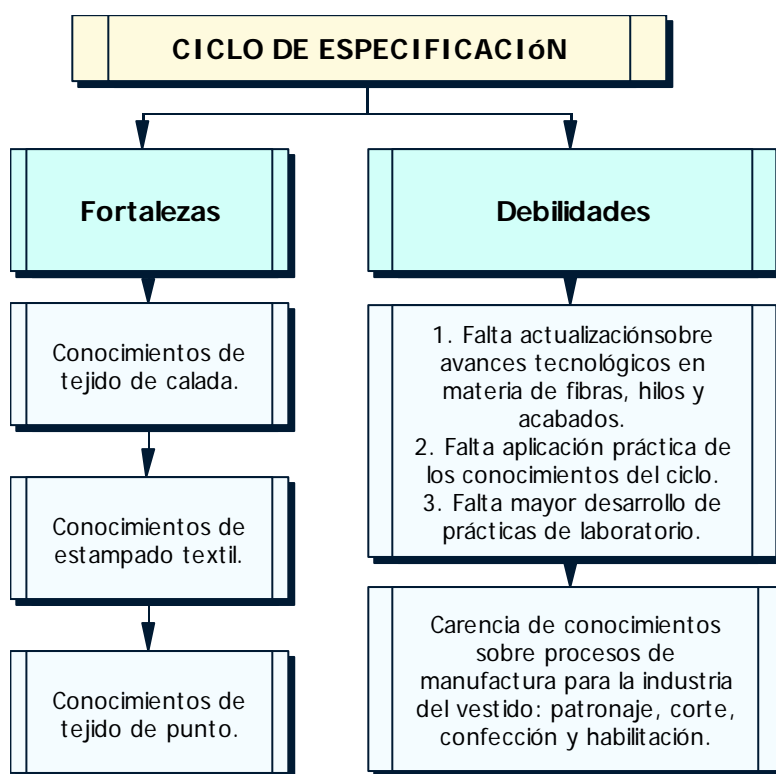 CICLO DE ESPECIFICACIóN
Fortalezas
Conocimientos de
tejido de calada.
Conocimientos de
estampado textil.
Conocimientos de
tejido de punto.
Debilidades
1. Falta actualizaciónsobre
avances tecnológicos en
materia de fibras, hilos y
acabados.
2. Falta aplicación práctica de
los conocimientos del ciclo.
3. Falta mayor desarrollo de
prácticas de laboratorio.
Carencia de conocimientos
sobre procesos de
manufactura para la industria
del vestido: patronaje, corte,
confección y habilitación.